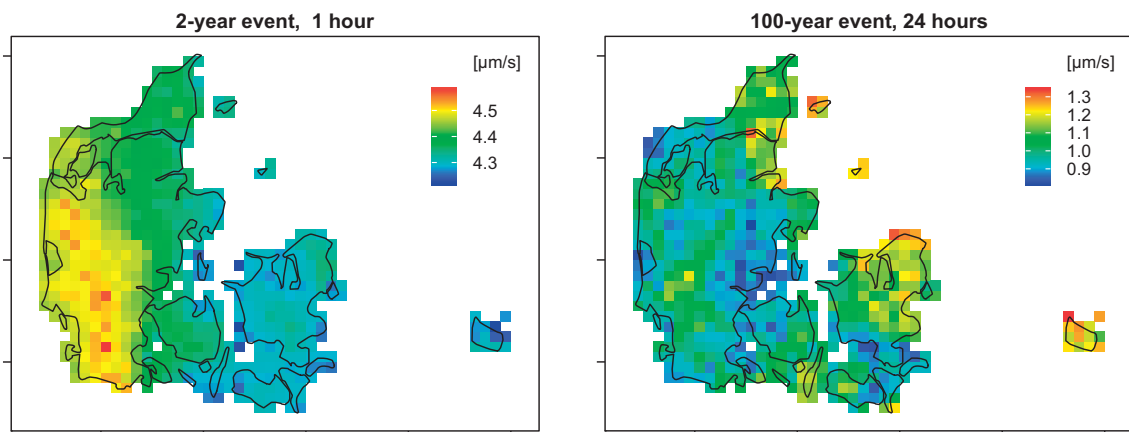 2-year event, 1 hour
[µm/s]
4.5
4.4
4.3
100-year event, 24 hours
[µm/s]
1.3
1.2
1.1
1.0
0.9